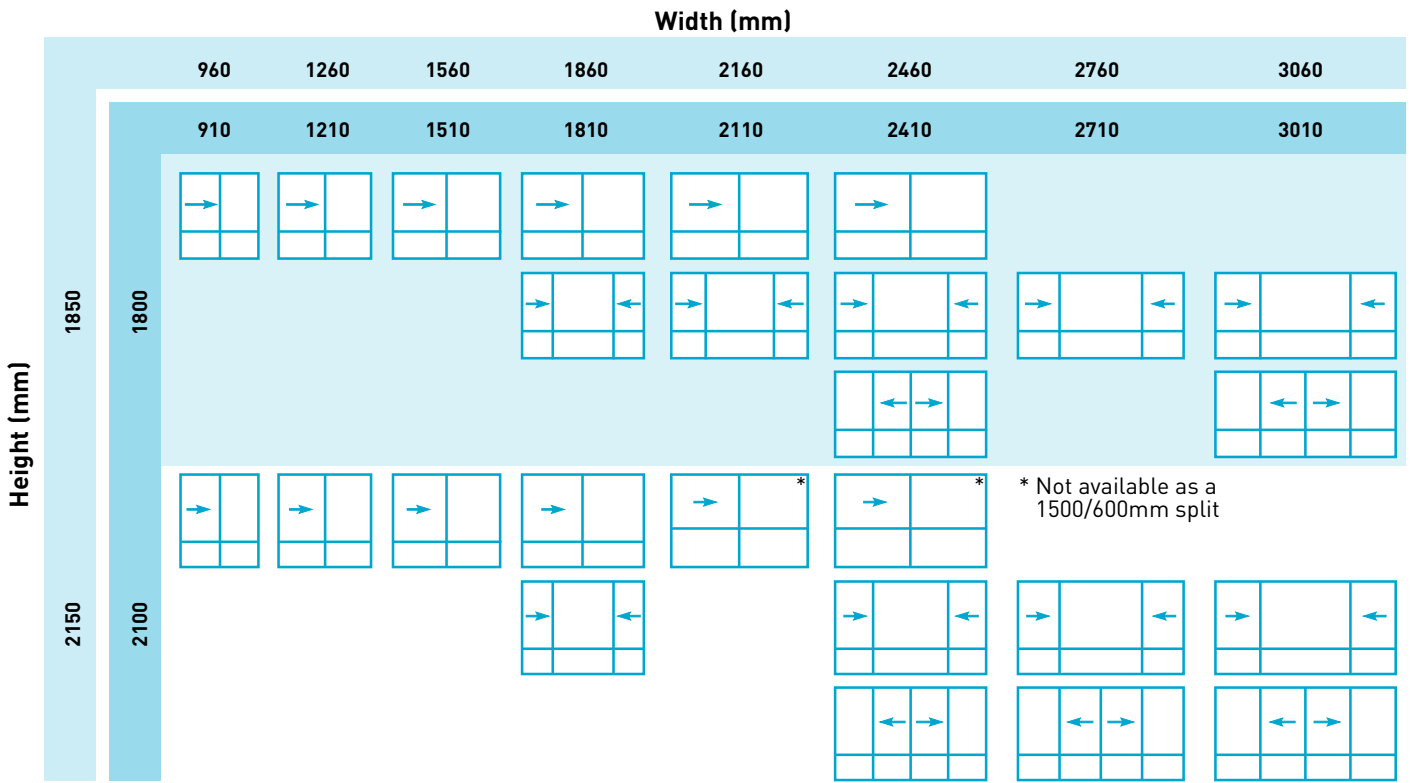 Width (mm)
960 1260 1560 1860 2160 2460 2760 3060
910 1210 1510 1810 2110 2410 2710 3010
Height (mm)
1850 1800
* *
* Not available as a
1500/600mm split
2150 2100